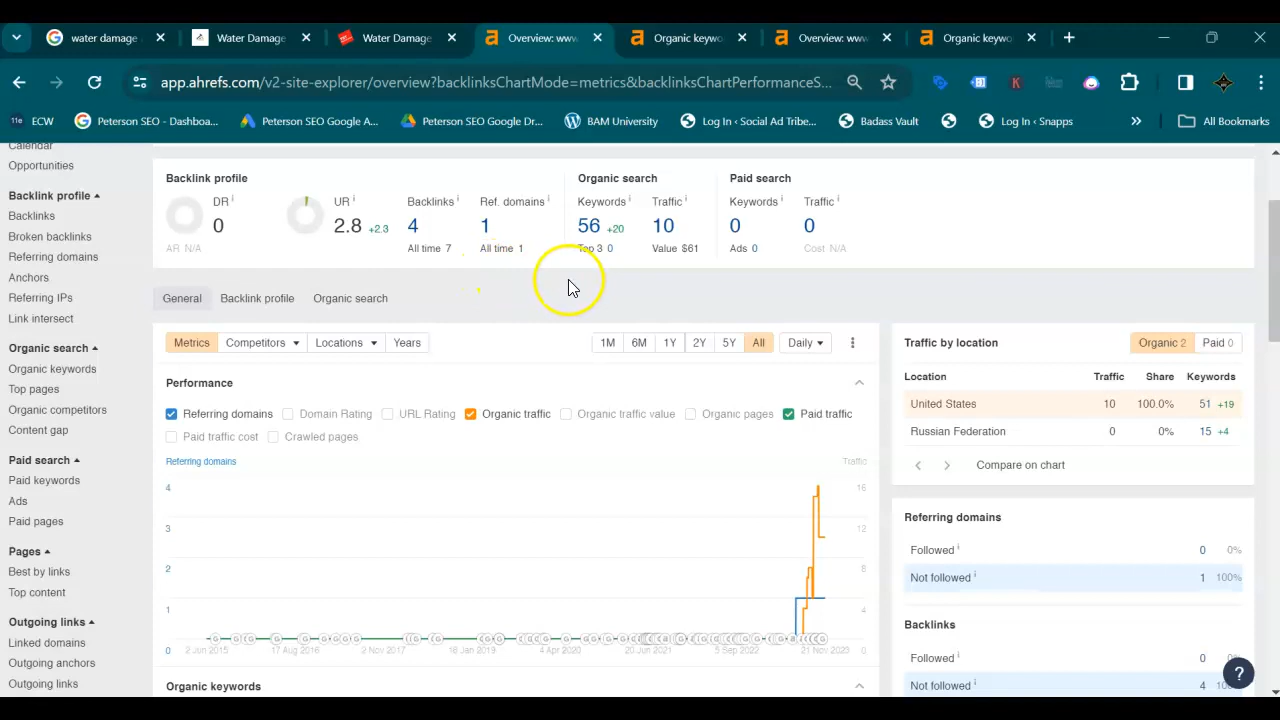 water damage
Water Damage
Water Damage
Overview: www
Organic keywo
Overview: www
Organic keywo
app.ahrefs.com/v2-site-explorer/overview?backlinksChartMode=metrics&backlinksChartPerformanceS...
11e ECW
Peterson SEO - Dashboa...
Peterson SEO Google A...
Peterson SEO Google Dr...
BAM University
Log In ‹ Social Ad Tribe...
Badass Vault
Log In ‹ Snapps
»
All Bookmarks
Calendar
Opportunities
Backlink profile
Backlinks
Broken backlinks
Referring domains
Anchors
Referring IPs
Link intersect
Organic search
Organic keywords
Top pages
Organic competitors
Content gap
Paid search
Paid keywords
Ads
Paid pages
Pages
Best by links
Top content
Outgoing links
Linked domains
Outgoing anchors
Outgoing links
Backlink profile
Organic search
Paid search
DR
UR
Backlinks
Ref. domains
Keywords
Traffic
Keywords
Traffic
0
2.8 +2.3
4
1
56 +20
10
0
0
AR N/A
All time 7
All time 1
Top 3 0
Value $61
Ads 0
Cost N/A
General
Backlink profile
Organic search
Metrics
Competitors
Locations
Years
1M
6M
1Y
2Y
5Y
All
Daily
Performance
Referring domains
Domain Rating
URL Rating
Organic traffic
Organic traffic value
Organic pages
Paid traffic
Paid traffic cost
Crawled pages
Referring domains
Traffic
4
16
3
12
2
8
1
4
0
2 Jun 2015
17 Aug 2016
2 Nov 2017
18 Jan 2019
4 Apr 2020
20 Jun 2021
5 Sep 2022
21 Nov 2023
0
Organic keywords
Traffic by location
Organic 2
Paid 0
Location
Traffic
Share
Keywords
United States
10
100.0%
51 +19
Russian Federation
0
0%
15 +4
Compare on chart
Referring domains
Followed
0
0%
Not followed
1
100%
Backlinks
Followed
0
0%
Not followed
4
?